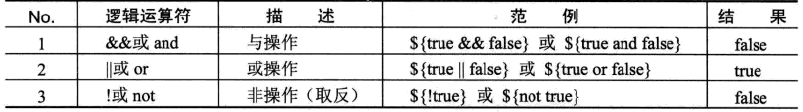 No. 逻辑运算符 描 述 范 例 结 果
1 &&或 and 与操作 ${true && false} 或 ${true and false} false
2 ||或 or 或操作 ${true || false} 或 ${true or false} true
3 !或 not 非操作（取反） ${!true} 或 ${not true} false